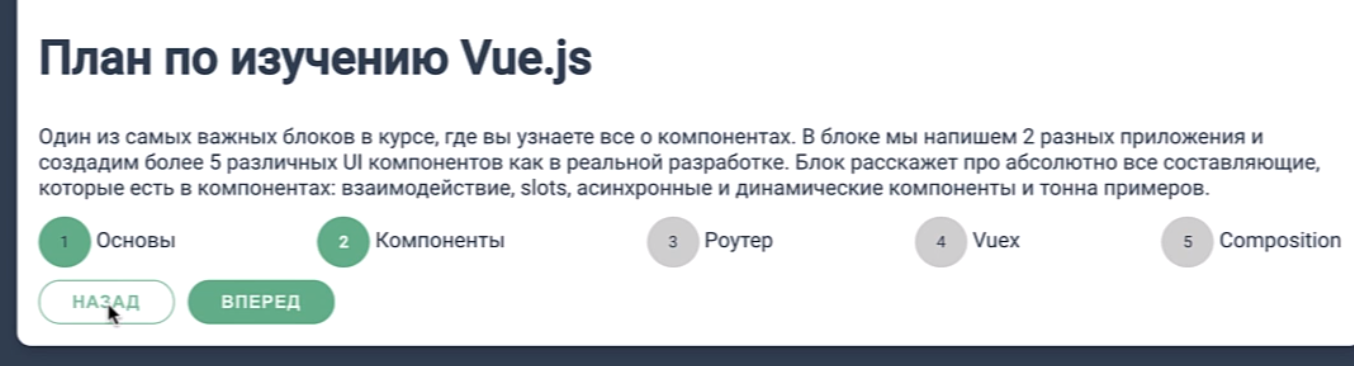 План по изучению Vue.js
Один из самых важных блоков в курсе, где вы узнаете все о компонентах. В блоке мы напишем 2 разных приложения и
создадим более 5 различных UI компонентов как в реальной разработке. Блок расскажет про абсолютно все составляющие,
которые есть в компонентах: взаимодействие, slots, асинхронные и динамические компоненты и тонна примеров.
1 Основы 2 Компоненты 3 Роутер 4 Vuex 5 Composition
НАЗАД ВПЕРЕД